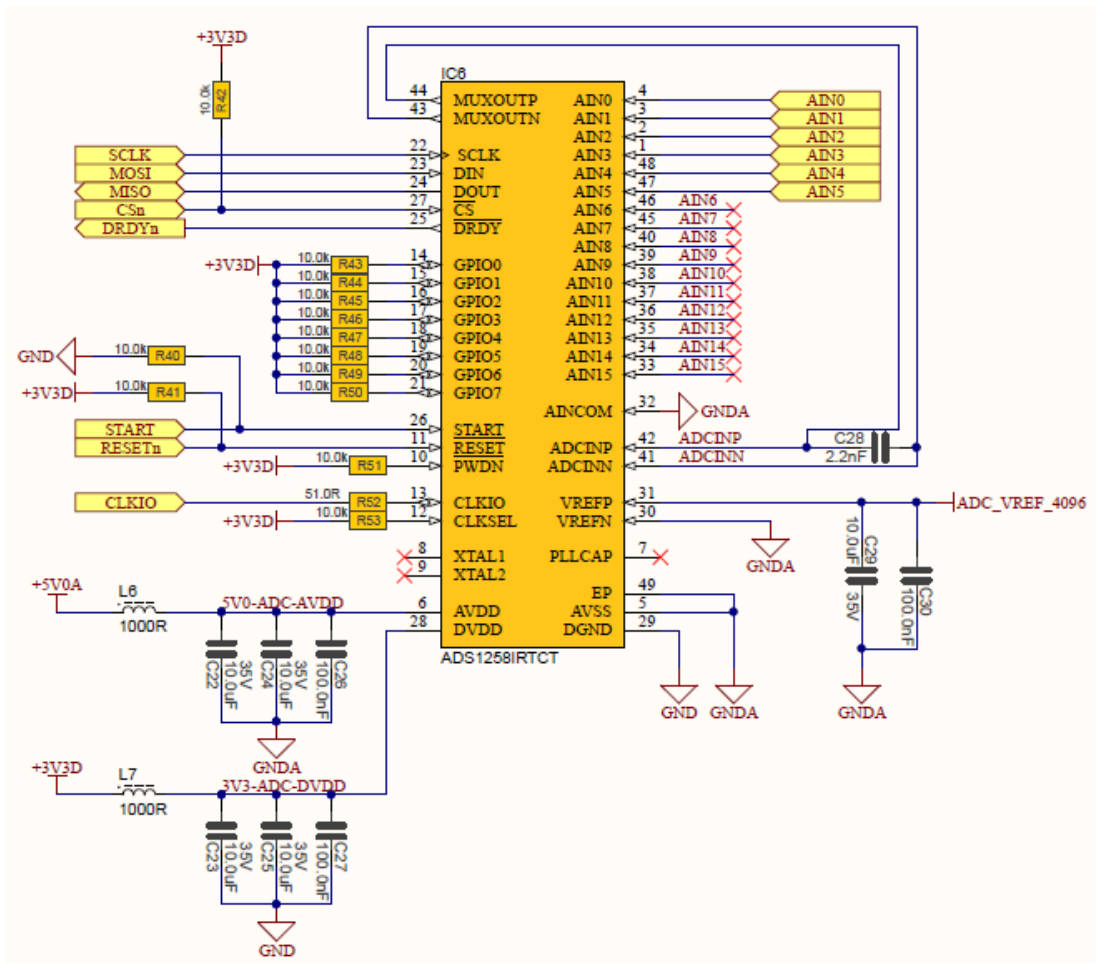 +3V3D
10.0k
R42
IC6
44
MUXOUTP
43
MUXOUTN
SCLK
22
SCLK
MOSI
23
DIN
MISO
24
DOUT
CSn
27
CS
DRDYn
25
DRDY
+3V3D
10.0k R43 14 GPIO0
10.0k R44 15 GPIO1
10.0k R45 16 GPIO2
10.0k R46 17 GPIO3
10.0k R47 18 GPIO4
10.0k R48 19 GPIO5
10.0k R49 20 GPIO6
10.0k R50 21 GPIO7
GND 10.0k R40
+3V3D 10.0k R41
START 26 START
RESETn 11 RESET
+3V3D 10.0k R51 10 PWDN
CLKIO 51.0R R52 13 CLKIO
+3V3D 10.0k R53 12 CLKSEL
8 XTAL1
9 XTAL2
6 AVDD
28 DVDD
ADS1258IRTCT
AIN0 4 AIN0
AIN1 3 AIN1
AIN2 2 AIN2
AIN3 1 AIN3
AIN4 48 AIN4
AIN5 47 AIN5
AIN6 46 AIN6
AIN7 45 AIN7
AIN8 40 AIN8
AIN9 39 AIN9
AIN10 38 AIN10
AIN11 37 AIN11
AIN12 36 AIN12
AIN13 35 AIN13
AIN14 34 AIN14
AIN15 33 AIN15
AINCOM 32 GNDA
ADCINP 42 ADCINP
ADCINN 41 ADCINN
C28
2.2nF
VREFP 31 ADC_VREF_4096
VREFN 30
GNDA
PLLCAP 7
EP 49
AVSS 5
DGND 29
GND
GNDA
C29
10.0uF
35V
C30
100.0nF
GNDA
+5V0A
L6
1000R
5V0-ADC-AVDD
C22
10.0uF
35V
C24
10.0uF
35V
C26
100.0nF
GNDA
+3V3D
L7
1000R
3V3-ADC-DVDD
C23
10.0uF
35V
C25
10.0uF
35V
C27
100.0nF
GND